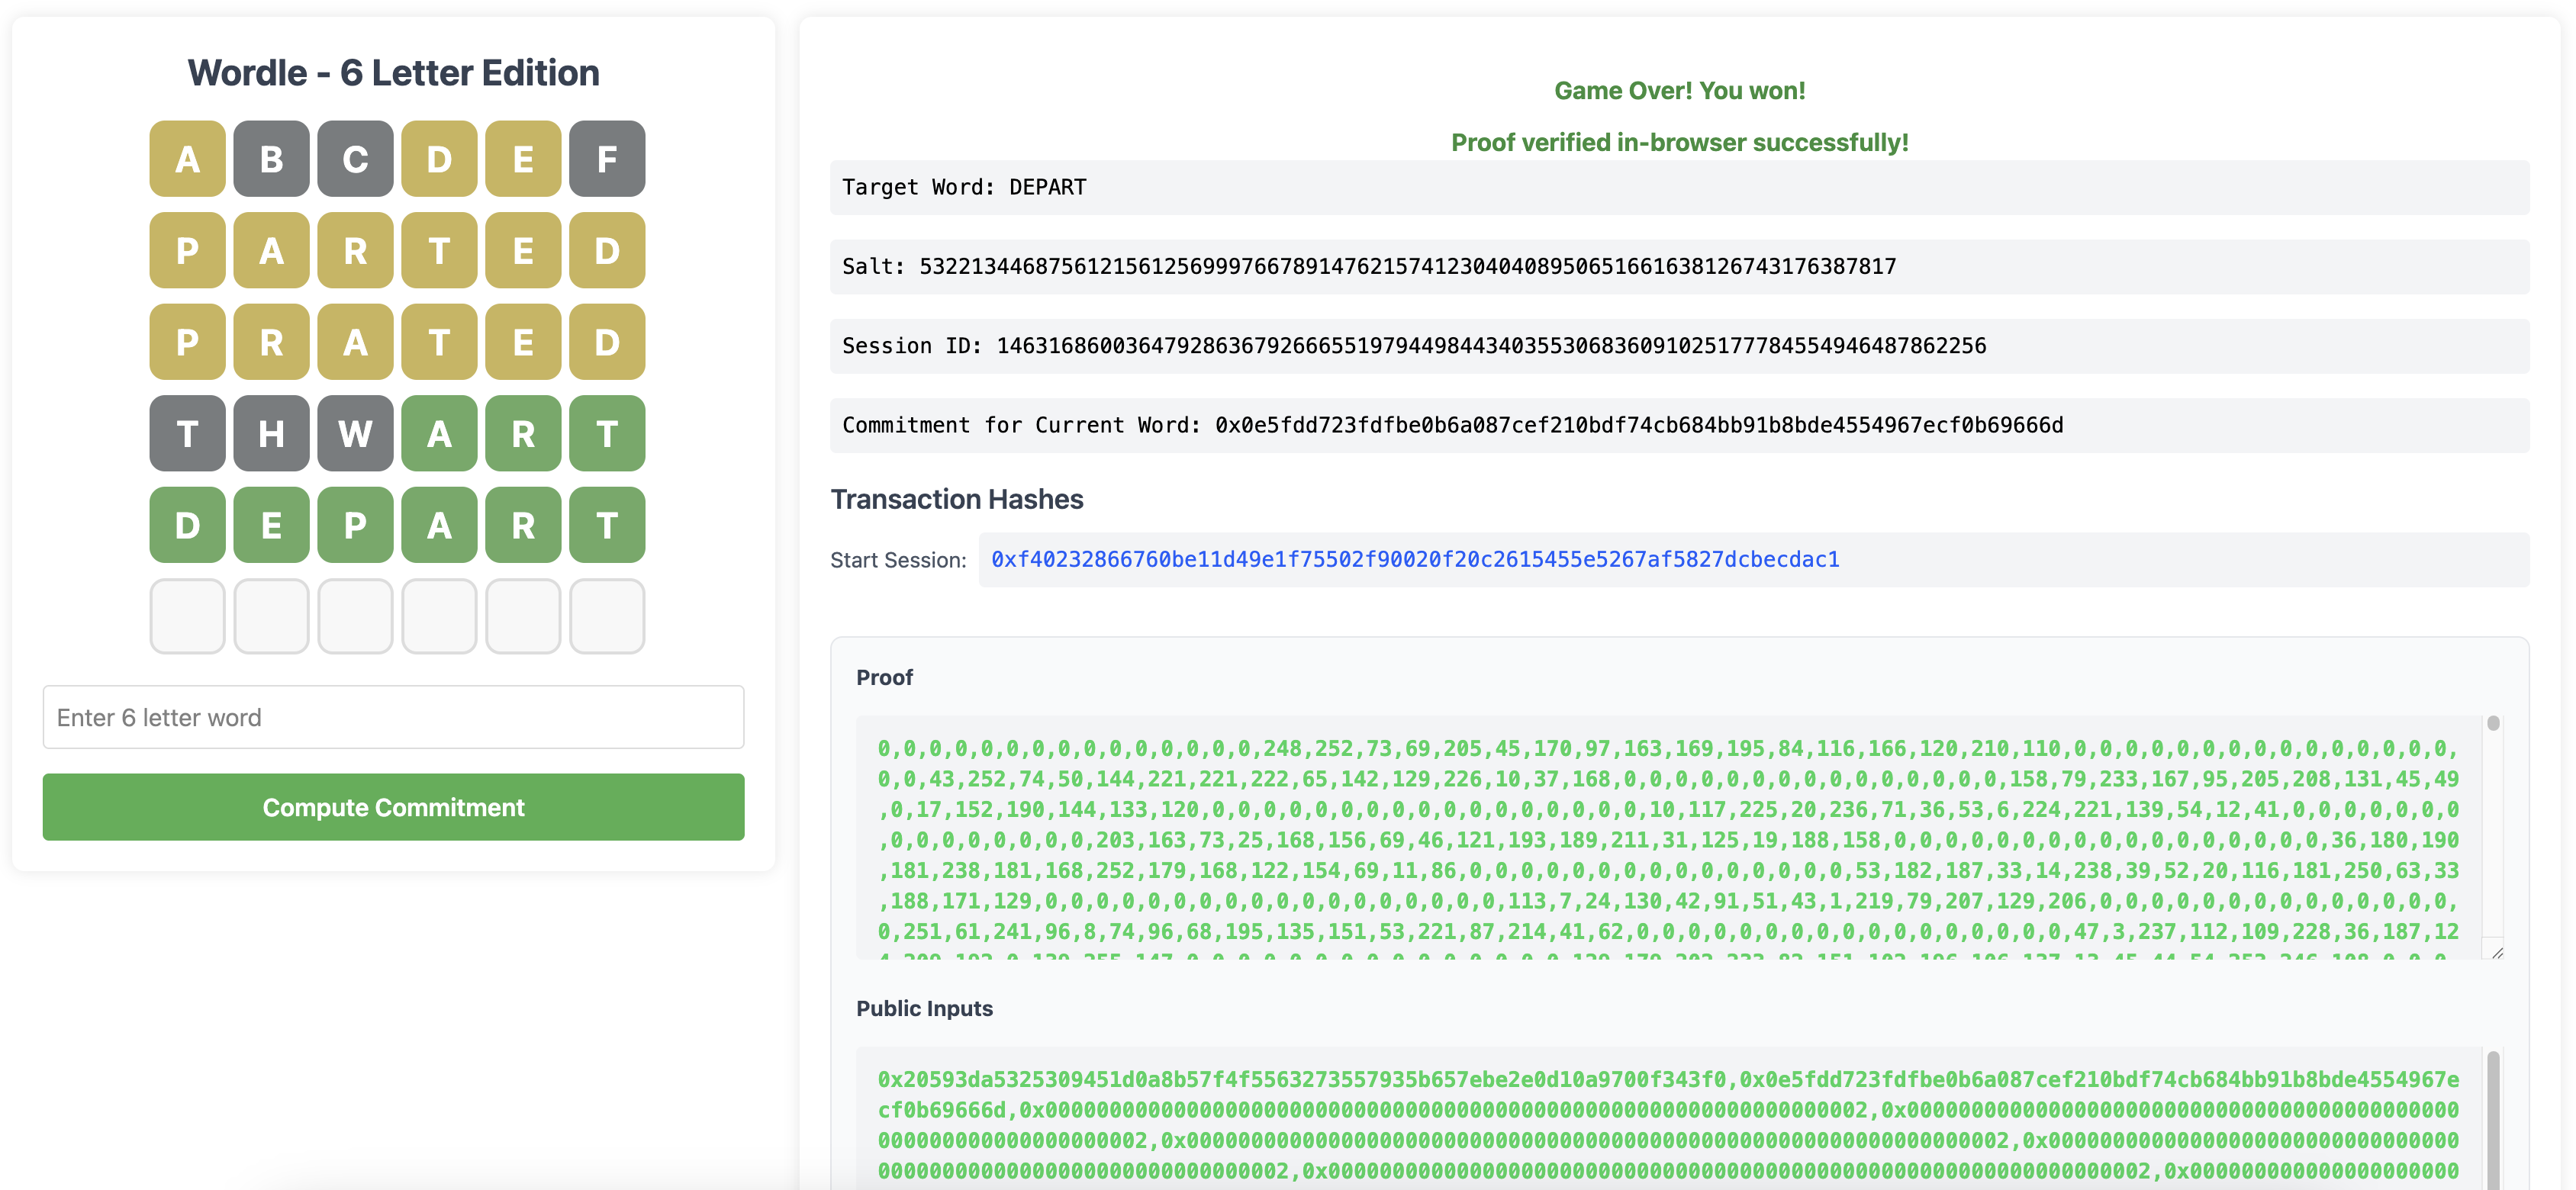 Wordle - 6 Letter Edition
A B C D E F
P A R T E D
P R A T E D
T H W A R T
D E P A R T
Enter 6 letter word
Compute Commitment
Game Over! You won!
Proof verified in-browser successfully!
Target Word: DEPART
Salt: 53221344687561215612569997667891476215741230404089506516616381267431763878​17
Session ID: 14631686003647928636792666551979449844340355306836091025177784554946487862256
Commitment for Current Word: 0x0e5fdd723fdfbe0b6a087cef210bdf74cb684bb91b8bde4554967ecf0b69666d
Transaction Hashes
Start Session: 0xf40232866760be11d49e1f75502f90020f20c2615455e5267af5827dcbecdac1
Proof
0,0,0,0,0,0,0,0,0,0,0,0,0,0,0,248,252,73,69,205,45,170,97,163,169,195,84,116,166,120,210,110,0,0,0,0,0,0,0,0,0,0,0,0,0,0,0,
0,0,43,252,74,50,144,221,221,222,65,142,129,226,10,37,168,0,0,0,0,0,0,0,0,0,0,0,0,0,0,0,158,79,233,167,95,205,208,131,45,49
,0,17,152,190,144,133,120,0,0,0,0,0,0,0,0,0,0,0,0,0,0,0,0,0,10,117,225,20,236,71,36,53,6,224,221,139,54,12,41,0,0,0,0,0,0,0
,0,0,0,0,0,0,0,0,203,163,73,25,168,156,69,46,121,193,189,211,31,125,19,188,158,0,0,0,0,0,0,0,0,0,0,0,0,0,0,0,0,0,36,180,190
,181,238,181,168,252,179,168,122,154,69,11,86,0,0,0,0,0,0,0,0,0,0,0,0,0,0,0,53,182,187,33,14,238,39,52,20,116,181,250,63,33
,188,171,129,0,0,0,0,0,0,0,0,0,0,0,0,0,0,0,0,0,0,113,7,24,130,42,91,51,43,1,219,79,207,129,206,0,0,0,0,0,0,0,0,0,0,0,0,0,0,
0,251,61,241,96,8,74,96,68,195,135,151,53,221,87,214,41,62,0,0,0,0,0,0,0,0,0,0,0,0,0,0,0,0,0,47,3,237,112,109,228,36,187,12
Public Inputs
0x20593da5325309451d0a8b57f4f5563273557935b657ebe2e0d10a9700f343f0,0x0e5fdd723fdfbe0b6a087cef210bdf74cb684bb91b8bde4554967e
cf0b69666d,0x0000000000000000000000000000000000000000000000000000000000000002,0x0000000000000000000000000000000000000000000
000000000000000000002,0x0000000000000000000000000000000000000000000000000000000000000002,0x00000000000000000000000000000000
00000000000000000000000000000002,0x0000000000000000000000000000000000000000000000000000000000000002,0x000000000000000000000